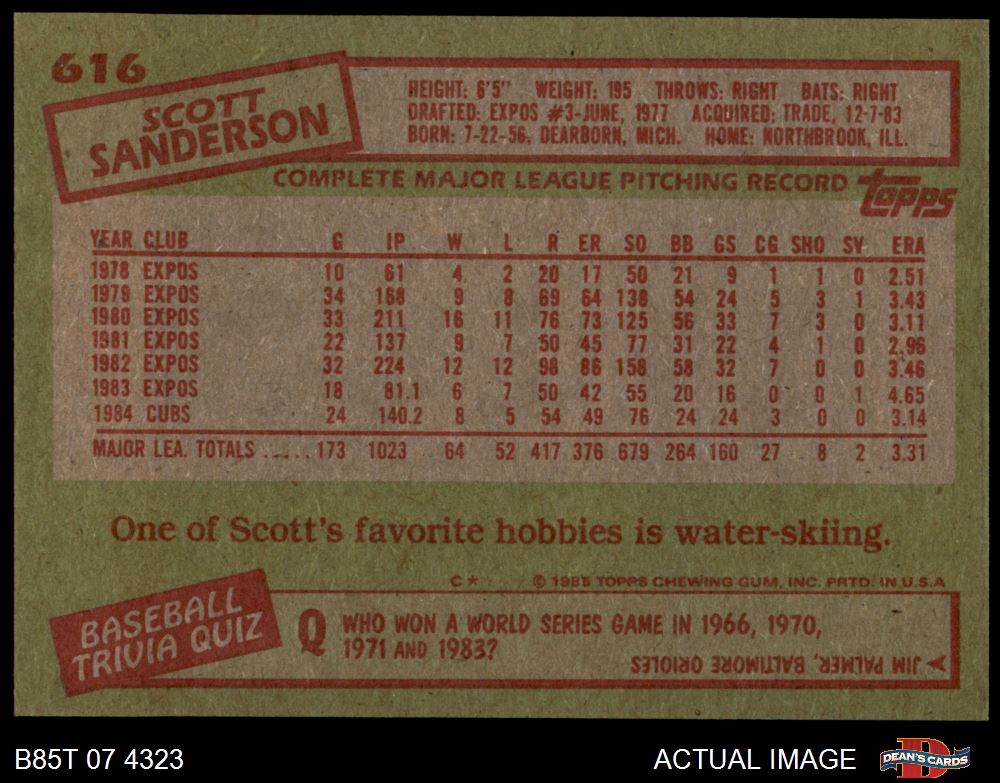 616
SCOTT
SANDERSON
HEIGHT: 6'5" WEIGHT: 195 THROWS: RIGHT BATS: RIGHT
DRAFTED: EXPOS #3-JUNE, 1977 ACQUIRED: TRADE, 12-7-83
BORN: 7-22-56, DEARBORN, MICH. HOME: NORTHBROOK, ILL.
COMPLETE MAJOR LEAGUE PITCHING RECORD topps
YEAR CLUB G IP W L R ER SO BB GS CG SHO SV ERA
1978 EXPOS 10 61 4 2 20 17 50 21 9 1 1 0 2.51
1979 EXPOS 34 168 9 8 69 64 138 54 24 5 3 1 3.43
1980 EXPOS 33 211 16 11 76 73 125 56 33 7 3 0 3.11
1981 EXPOS 22 137 9 7 50 45 77 31 22 4 1 0 2.96
1982 EXPOS 32 224 12 12 98 86 158 58 32 7 0 0 3.46
1983 EXPOS 18 81.1 6 7 50 42 55 20 16 0 0 1 4.65
1984 CUBS 24 140.2 8 5 54 49 76 24 24 3 0 0 3.14
MAJOR LEA. TOTALS ..... 173 1023 64 52 417 376 679 264 160 27 8 2 3.31
One of Scott's favorite hobbies is water-skiing.
C* © 1985 TOPPS CHEWING GUM, INC. PRTD. IN U.S.A
BASEBALL
TRIVIA QUIZ
Q WHO WON A WORLD SERIES GAME IN 1966, 1970,
1971 AND 1983?
A JIM PALMER, BALTIMORE ORIOLES
B85T 07 4323
ACTUAL IMAGE
DEAN'S CARDS